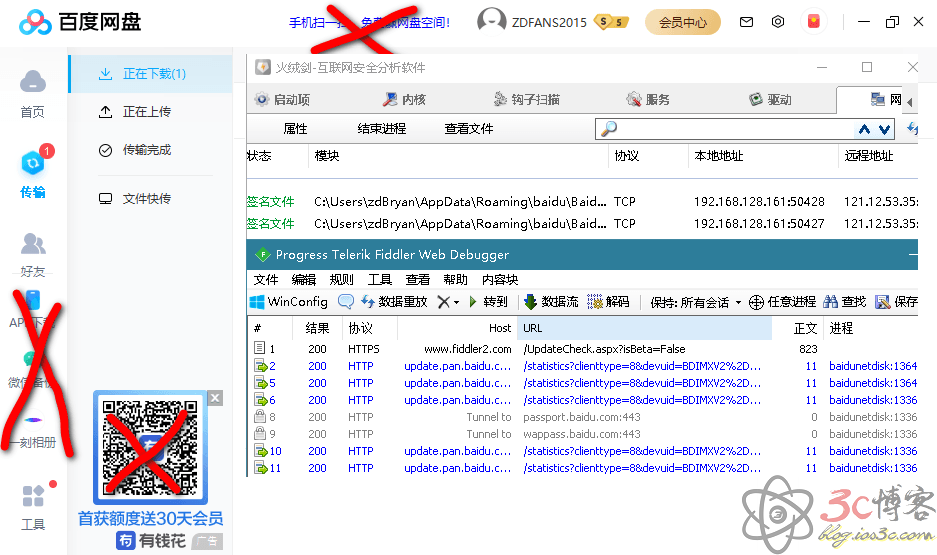 百度网盘
手机扫一扫 免费领网盘空间!
ZDFANS2015
S 5
会员中心
首页
传输
1
好友
APP下载
微信备份
一刻相册
工具
正在下载(1)
正在上传
传输完成
文件快传
首获额度送30天会员
有钱花
广告
火绒剑-互联网安全分析软件
启动项 内核 钩子扫描 服务 驱动 网
属性 结束进程 查看文件
状态 模块 协议 本地地址 远程地址
签名文件 C:\Users\zdBryan\AppData\Roaming\baidu\Baid... TCP 192.168.128.161:50428 121.12.53.35:
签名文件 C:\Users\zdBryan\AppData\Roaming\baidu\Baid... TCP 192.168.128.161:50427 121.12.53.35:
Progress Telerik Fiddler Web Debugger
文件 编辑 规则 工具 查看 帮助 内容块
WinConfig 数据重放 转到 数据流 解码 保持: 所有会话 任意进程 查找 保存
# 结果 协议 Host URL 正文 进程
1 200 HTTPS www.fiddler2.com /UpdateCheck.aspx?isBeta=False 823
2 200 HTTP update.pan.baidu.c... /statistics?clienttype=8&devuid=BDIMXV2%2D... 11 baidunetdisk:1364
5 200 HTTP update.pan.baidu.c... /statistics?clienttype=8&devuid=BDIMXV2%2D... 11 baidunetdisk:1364
6 200 HTTP update.pan.baidu.c... /statistics?clienttype=8&devuid=BDIMXV2%2D... 11 baidunetdisk:1364
8 200 HTTP Tunnel to passport.baidu.com:443 0 baidunetdisk:1336
9 200 HTTP Tunnel to wappass.baidu.com:443 0 baidunetdisk:1336
10 200 HTTP update.pan.baidu.c... /statistics?clienttype=8&devuid=BDIMXV2%2D... 11 baidunetdisk:1336
11 200 HTTP update.pan.baidu.c... /statistics?clienttype=8&devuid=BDIMXV2%2D... 11 baidunetdisk:1336
3c博客
blog.ios3c.com